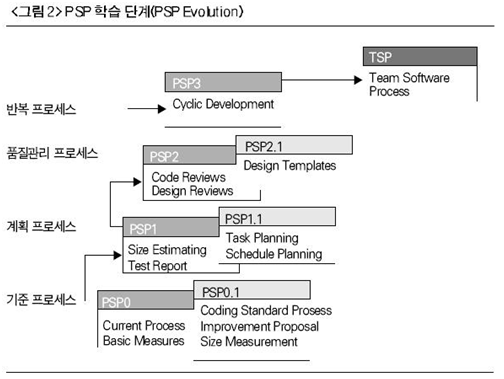 <그림 2> PSP 학습 단계(PSP Evolution)
TSP
Team Software
Process
PSP3
Cyclic Development
반복 프로세스
품질관리 프로세스
PSP2
Code Reviews
Design Reviews
PSP2.1
Design Templates
계획 프로세스
PSP1
Size Estimating
Test Report
PSP1.1
Task Planning
Schedule Planning
기준 프로세스
PSP0
Current Process
Basic Measures
PSP0.1
Coding Standard Prosess
Improvement Proposal
Size Measurement